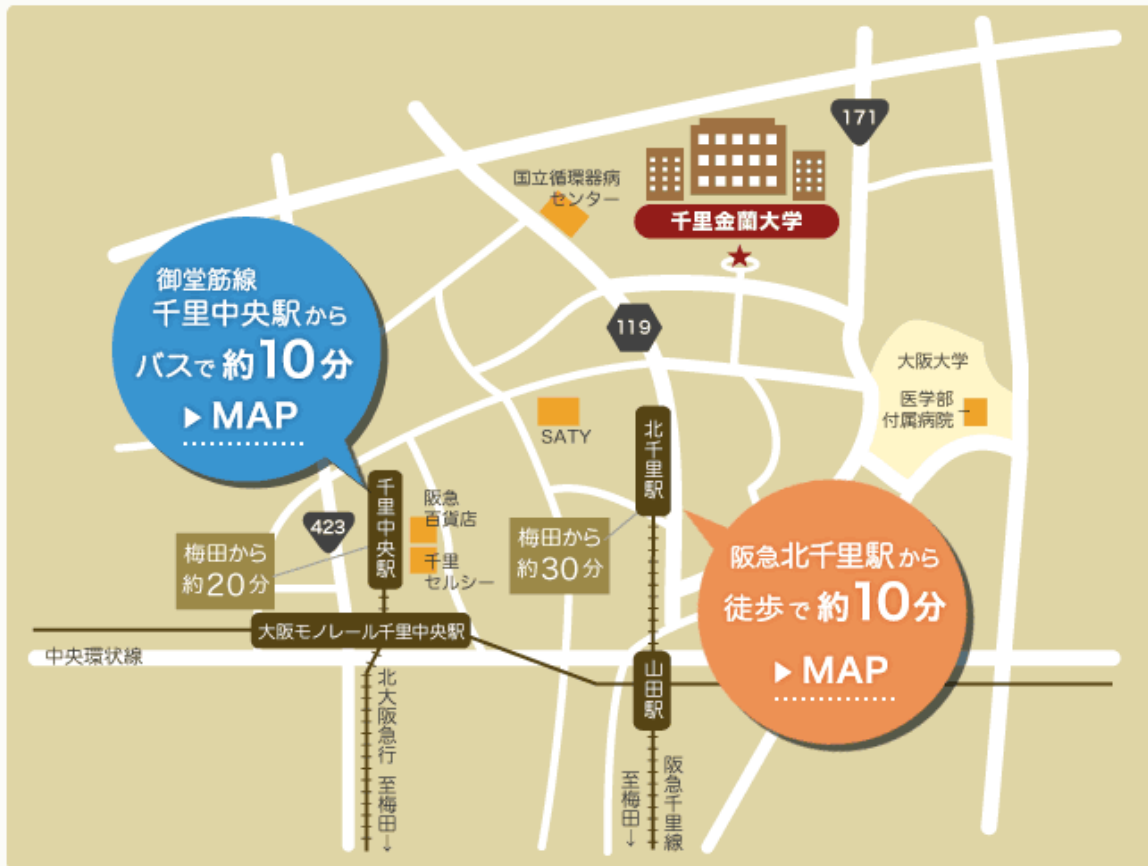 171
国立循環器病
センター
千里金蘭大学
御堂筋線
千里中央駅から
バスで 約10分
▶ MAP
119
大阪大学
医学部
付属病院
SATY
北千里駅
千里中央駅
阪急
百貨店
千里
セルシー
423
梅田から
約20分
梅田から
約30分
阪急北千里駅から
徒歩で 約10分
▶ MAP
大阪モノレール千里中央駅
中央環状線
山田駅
北大阪急行 至梅田↓
至梅田↓
阪急千里線